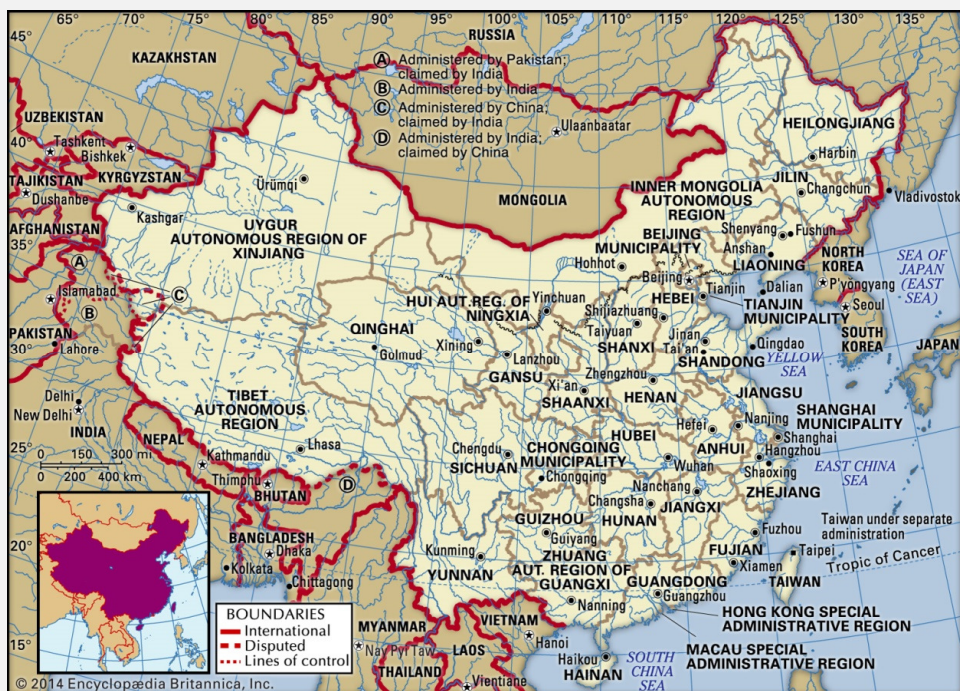 65°
70°
75°
80°
85°
90°
95°
100°
105°
110°
115°
120°
125°
130°
135°
KAZAKHSTAN
RUSSIA
Ⓐ Administered by Pakistan;
claimed by India
Ⓑ Administered by India
Ⓒ Administered by China;
claimed by India
Ⓓ Administered by India;
claimed by China
45°
40°
35°
30°
25°
20°
15°
UZBEKISTAN
Tashkent
Bishkek
TAJIKISTAN
Dushanbe
KYRGYZSTAN
AFGHANISTAN
Kashgar
Ürümqi
UYGUR
AUTONOMOUS REGION OF
XINJIANG
Ulaanbaatar
MONGOLIA
INNER MONGOLIA
AUTONOMOUS
REGION
HEILONGJIANG
Harbin
JILIN
Changchun
Vladivostok
Shenyang
Fushun
Anshan
LIAONING
Dalian
BEIJING
MUNICIPALITY
Hohhot
Beijing
Tianjin
TIANJIN
MUNICIPALITY
HEBEI
NORTH
KOREA
P'yŏngyang
Seoul
SOUTH
KOREA
SEA OF
JAPAN
(EAST
SEA)
JAPAN
A
B
C
Islamabad
PAKISTAN
Lahore
Delhi
New Delhi
INDIA
NEPAL
Kathmandu
Thimphu
BHUTAN
D
BANGLADESH
Dhaka
Kolkata
Chittagong
QINGHAI
Golmud
Xining
HUI AUT. REG. OF
NINGXIA
Yinchuan
Lanzhou
GANSU
Shijiazhuang
Taiyuan
SHANXI
Jinan
Tai'an
SHANDONG
Qingdao
YELLOW
SEA
Zhengzhou
Xi'an
SHAANXI
HENAN
JIANGSU
Nanjing
SHANGHAI
MUNICIPALITY
Shanghai
Hefei
ANHUI
Hangzhou
Shaoxing
ZHEJIANG
EAST CHINA
SEA
TIBET
AUTONOMOUS
REGION
Lhasa
Chengdu
SICHUAN
CHONGQING
MUNICIPALITY
Chongqing
HUBEI
Wuhan
Nanchang
JIANGXI
Changsha
HUNAN
GUIZHOU
Guiyang
Fuzhou
FUJIAN
Xiamen
Taiwan under separate
administration
Taipei
Tropic of Cancer
TAIWAN
Kunming
YUNNAN
ZHUANG
AUT. REGION OF
GUANGXI
Nanning
GUANGDONG
Guangzhou
HONG KONG SPECIAL
ADMINISTRATIVE REGION
MACAU SPECIAL
ADMINISTRATIVE REGION
Haikou
HAINAN
SOUTH
CHINA
SEA
VIETNAM
Hanoi
LAOS
Vientiane
MYANMAR
Nay Pyi Taw
THAILAND
0 150 300 mi
0 200 400 km
BOUNDARIES
International
Disputed
Lines of control
© 2014 Encyclopædia Britannica, Inc.